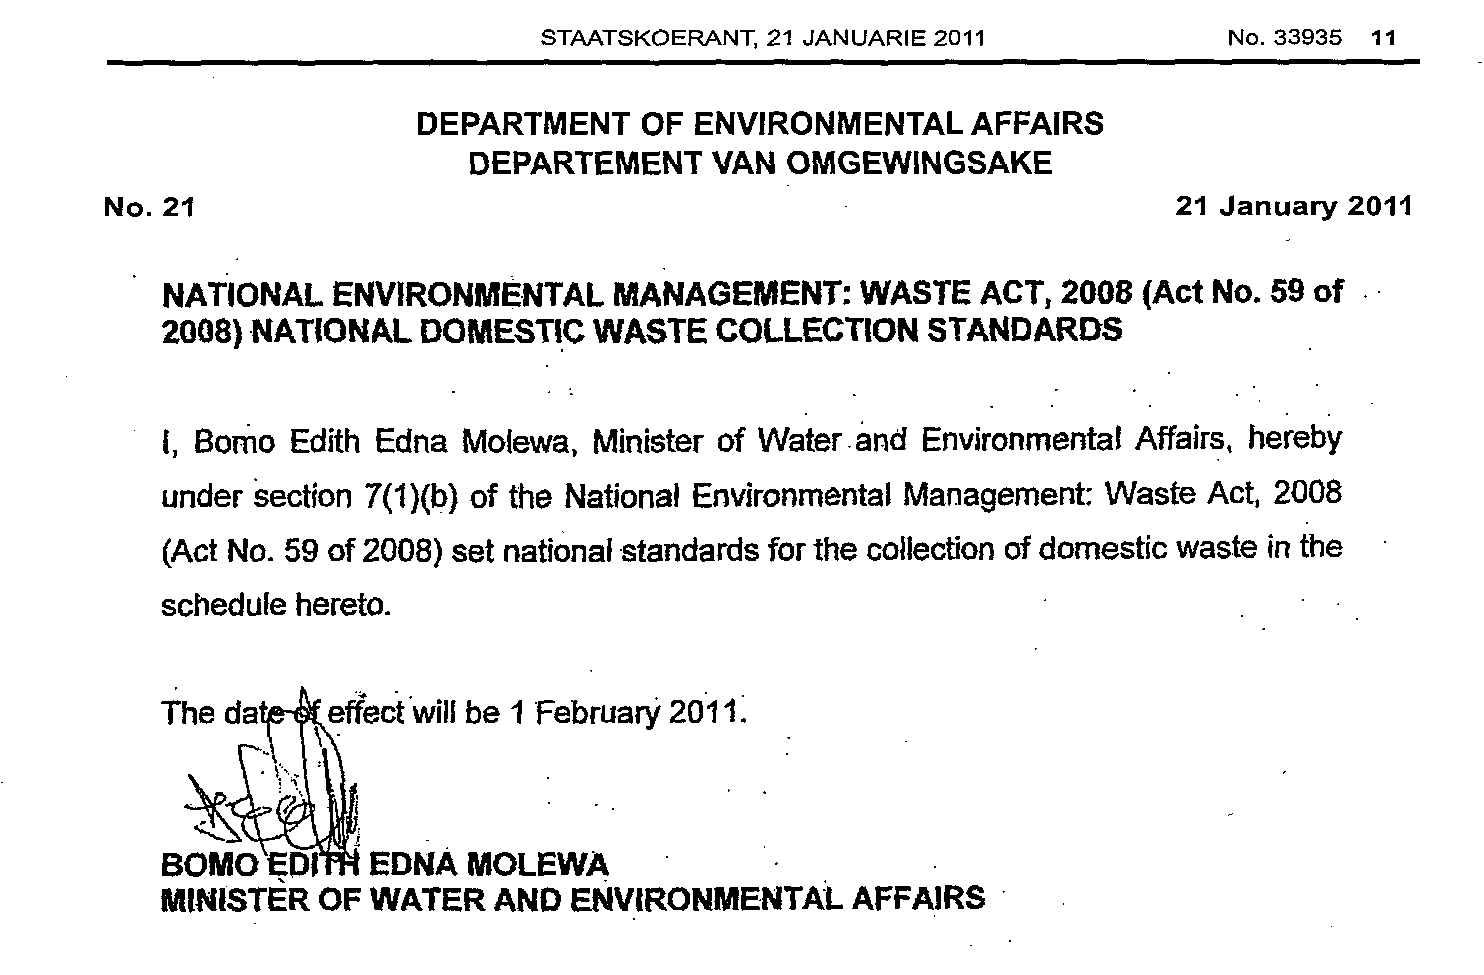 STAATSKOERANT, 21 JANUARIE 2011 No. 33935 11
DEPARTMENT OF ENVIRONMENTAL AFFAIRS
DEPARTEMENT VAN OMGEWINGSAKE
No. 21 21 January 2011
NATIONAL ENVIRONMENTAL MANAGEMENT: WASTE ACT, 2008 (Act No. 59 of
2008) NATIONAL DOMESTIC WASTE COLLECTION STANDARDS
I, Bomo Edith Edna Molewa, Minister of Water and Environmental Affairs, hereby
under section 7(1)(b) of the National Environmental Management: Waste Act, 2008
(Act No. 59 of 2008) set national standards for the collection of domestic waste in the
schedule hereto.
The date of effect will be 1 February 2011.
BOMO EDITH EDNA MOLEWA
MINISTER OF WATER AND ENVIRONMENTAL AFFAIRS